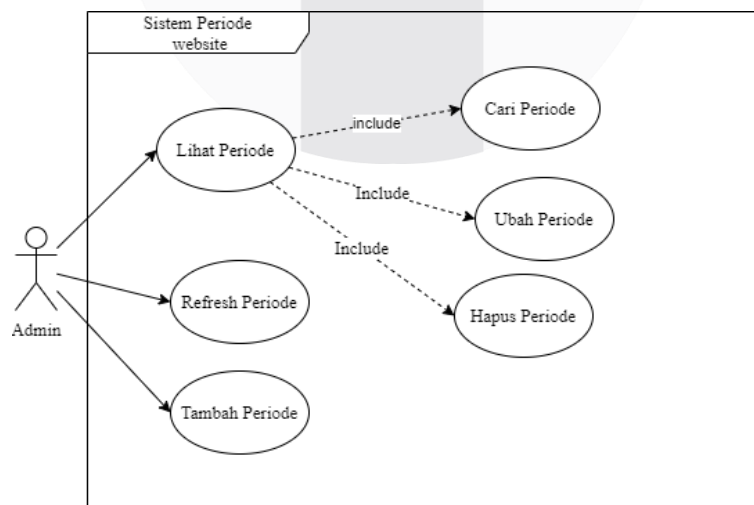 Sistem Periode
website
Cari Periode
include
Lihat Periode
Include
Ubah Periode
Include
Refresh Periode
Hapus Periode
Admin
Tambah Periode